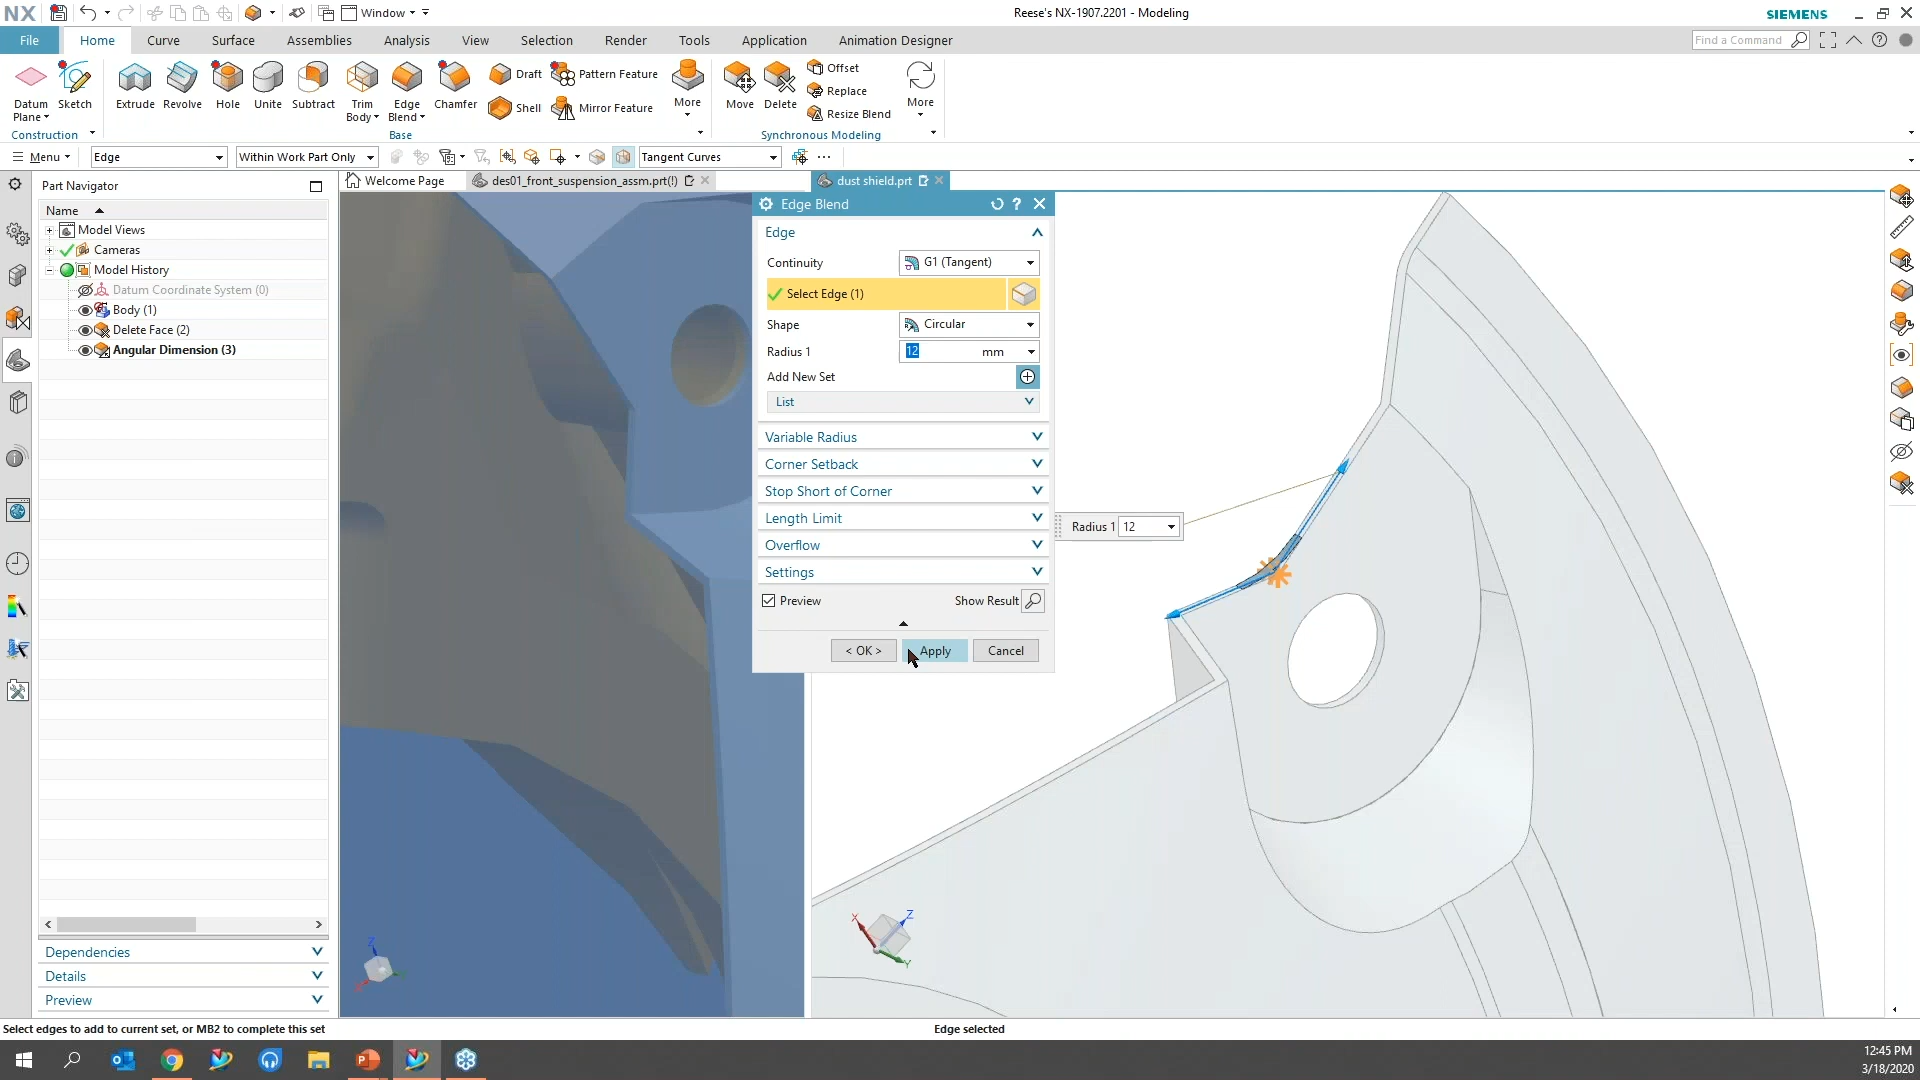 NX
Window
Reese's NX-1907.2201 - Modeling
SIEMENS
File
Home
Curve
Surface
Assemblies
Analysis
View
Selection
Render
Tools
Application
Animation Designer
Find a Command
Datum Plane
Sketch
Extrude
Revolve
Hole
Unite
Subtract
Trim Body
Edge Blend
Chamfer
Draft
Shell
Pattern Feature
Mirror Feature
More
Move
Delete
Offset
Replace
Resize Blend
More
Construction
Base
Synchronous Modeling
Menu
Edge
Within Work Part Only
Tangent Curves
Part Navigator
Name
Model Views
Cameras
Model History
Datum Coordinate System (0)
Body (1)
Delete Face (2)
Angular Dimension (3)
Dependencies
Details
Preview
Welcome Page
des01_front_suspension_assm.prt(!)
dust shield.prt
Edge Blend
Edge
Continuity
G1 (Tangent)
Select Edge (1)
Shape
Circular
Radius 1
12 mm
Add New Set
List
Variable Radius
Corner Setback
Stop Short of Corner
Length Limit
Overflow
Settings
Preview
Show Result
< OK >
Apply
Cancel
Radius 1 12
Z
X
Z
X
Y
Select edges to add to current set, or MB2 to complete this set
Edge selected
12:45 PM
3/18/2020